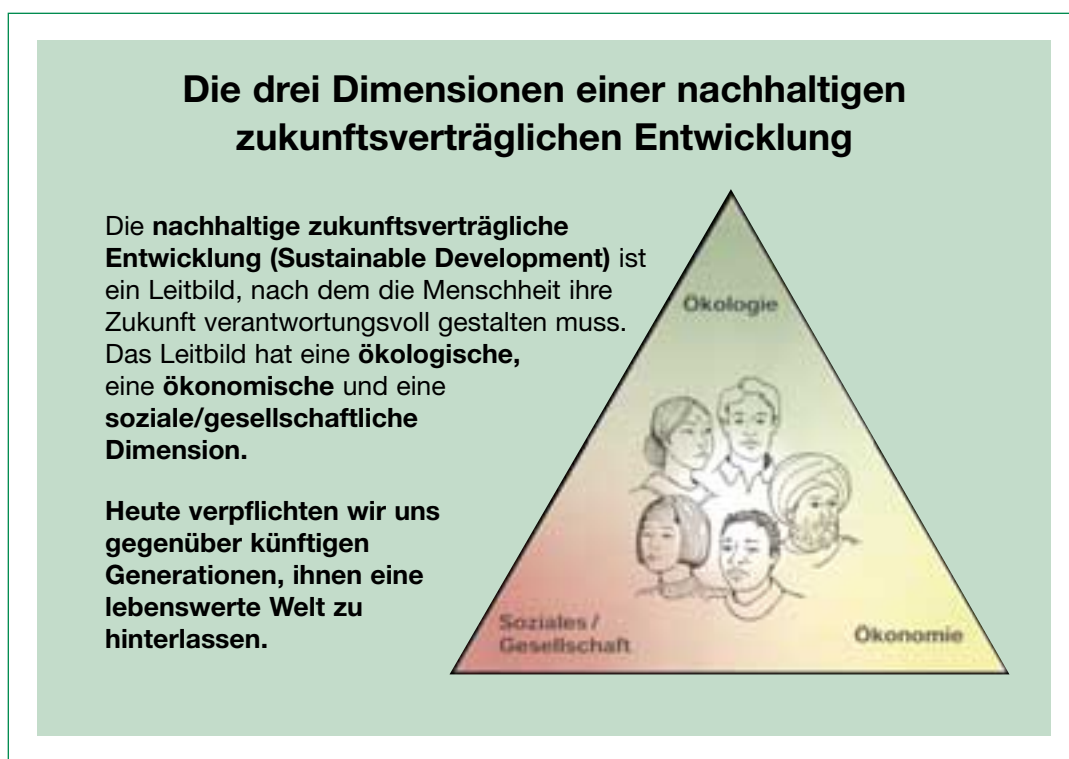 Die drei Dimensionen einer nachhaltigen
zukunftsverträglichen Entwicklung
Die nachhaltige zukunftsverträgliche
Entwicklung (Sustainable Development) ist
ein Leitbild, nach dem die Menschheit ihre
Zukunft verantwortungsvoll gestalten muss.
Das Leitbild hat eine ökologische,
eine ökonomische und eine
soziale/gesellschaftliche
Dimension.
Heute verpflichten wir uns
gegenüber künftigen
Generationen, ihnen eine
lebenswerte Welt zu
hinterlassen.
Ökologie
Soziales /
Gesellschaft
Ökonomie